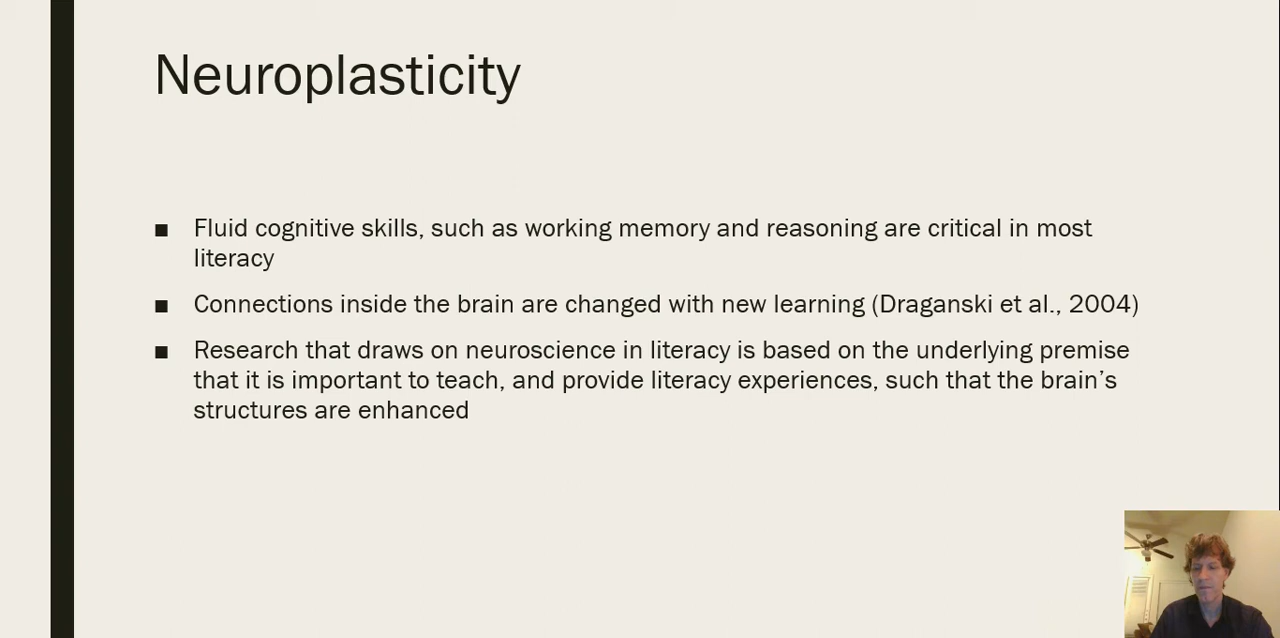 Neuroplasticity
■ Fluid cognitive skills, such as working memory and reasoning are critical in most
literacy
■ Connections inside the brain are changed with new learning (Draganski et al., 2004)
■ Research that draws on neuroscience in literacy is based on the underlying premise
that it is important to teach, and provide literacy experiences, such that the brain’s
structures are enhanced